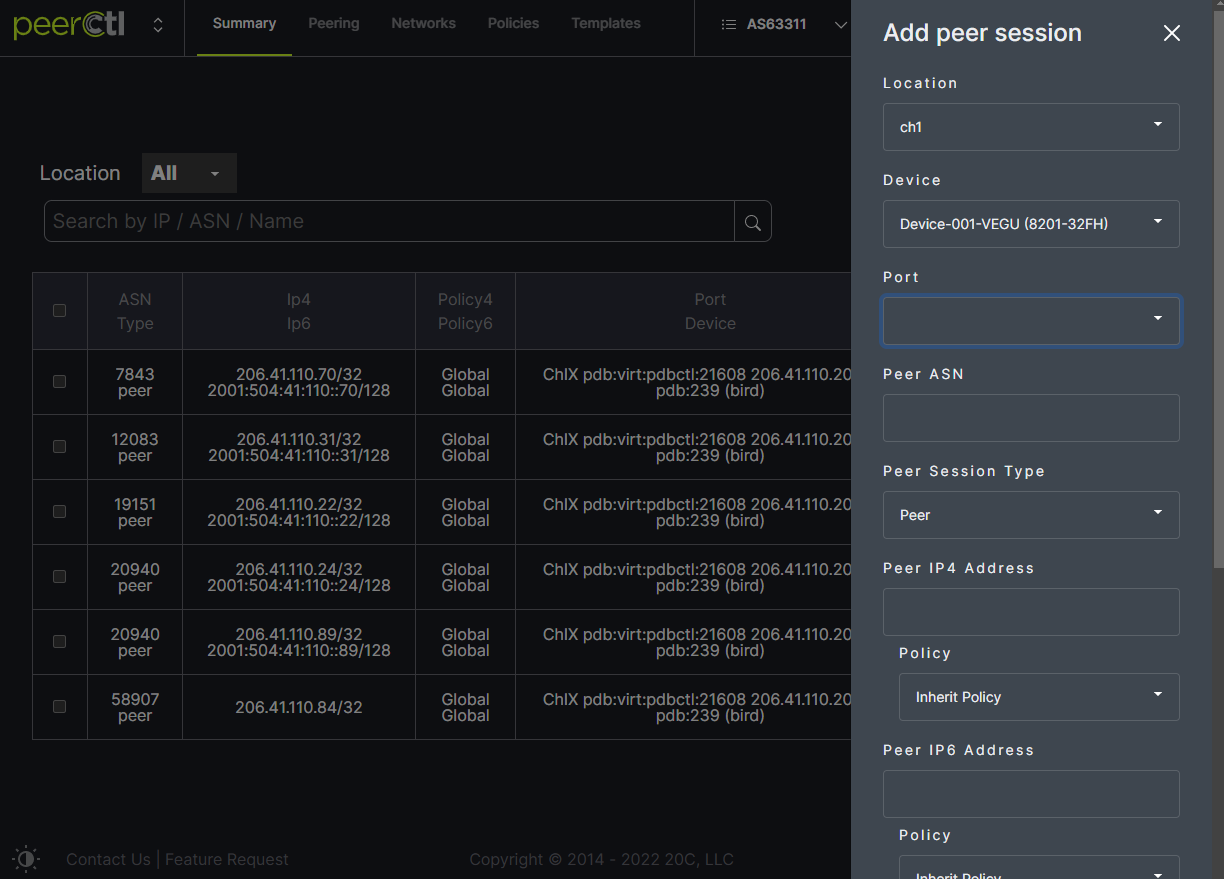 peerCtl
Summary
Peering
Networks
Policies
Templates
AS63311
Location
All
Search by IP / ASN / Name
ASN Ip4 Policy4 Port
Type Ip6 Policy6 Device
7843 206.41.110.70/32 Global ChIX pdb:virt:pdbctl:21608 206.41.110.20
peer 2001:504:41:110::70/128 Global pdb:239 (bird)
12083 206.41.110.31/32 Global ChIX pdb:virt:pdbctl:21608 206.41.110.20
peer 2001:504:41:110::31/128 Global pdb:239 (bird)
19151 206.41.110.22/32 Global ChIX pdb:virt:pdbctl:21608 206.41.110.20
peer 2001:504:41:110::22/128 Global pdb:239 (bird)
20940 206.41.110.24/32 Global ChIX pdb:virt:pdbctl:21608 206.41.110.20
peer 2001:504:41:110::24/128 Global pdb:239 (bird)
20940 206.41.110.89/32 Global ChIX pdb:virt:pdbctl:21608 206.41.110.20
peer 2001:504:41:110::89/128 Global pdb:239 (bird)
58907 206.41.110.84/32 Global ChIX pdb:virt:pdbctl:21608 206.41.110.20
peer Global pdb:239 (bird)
Contact Us | Feature Request
Copyright © 2014 - 2022 20C, LLC
Add peer session
Location
ch1
Device
Device-001-VEGU (8201-32FH)
Port
Peer ASN
Peer Session Type
Peer
Peer IP4 Address
Policy
Inherit Policy
Peer IP6 Address
Policy
Inherit Policy